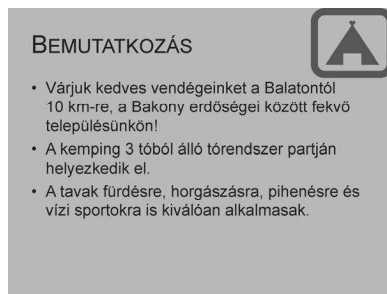 BEMUTATKOZÁS
• Várjuk kedves vendégeinket a Balatontól
10 km-re, a Bakony erdőségei között fekvő
településünkön!
• A kemping 3 tóból álló tórendszer partján
helyezkedik el.
• A tavak fürdésre, horgászásra, pihenésre és
vízi sportokra is kiválóan alkalmasak.